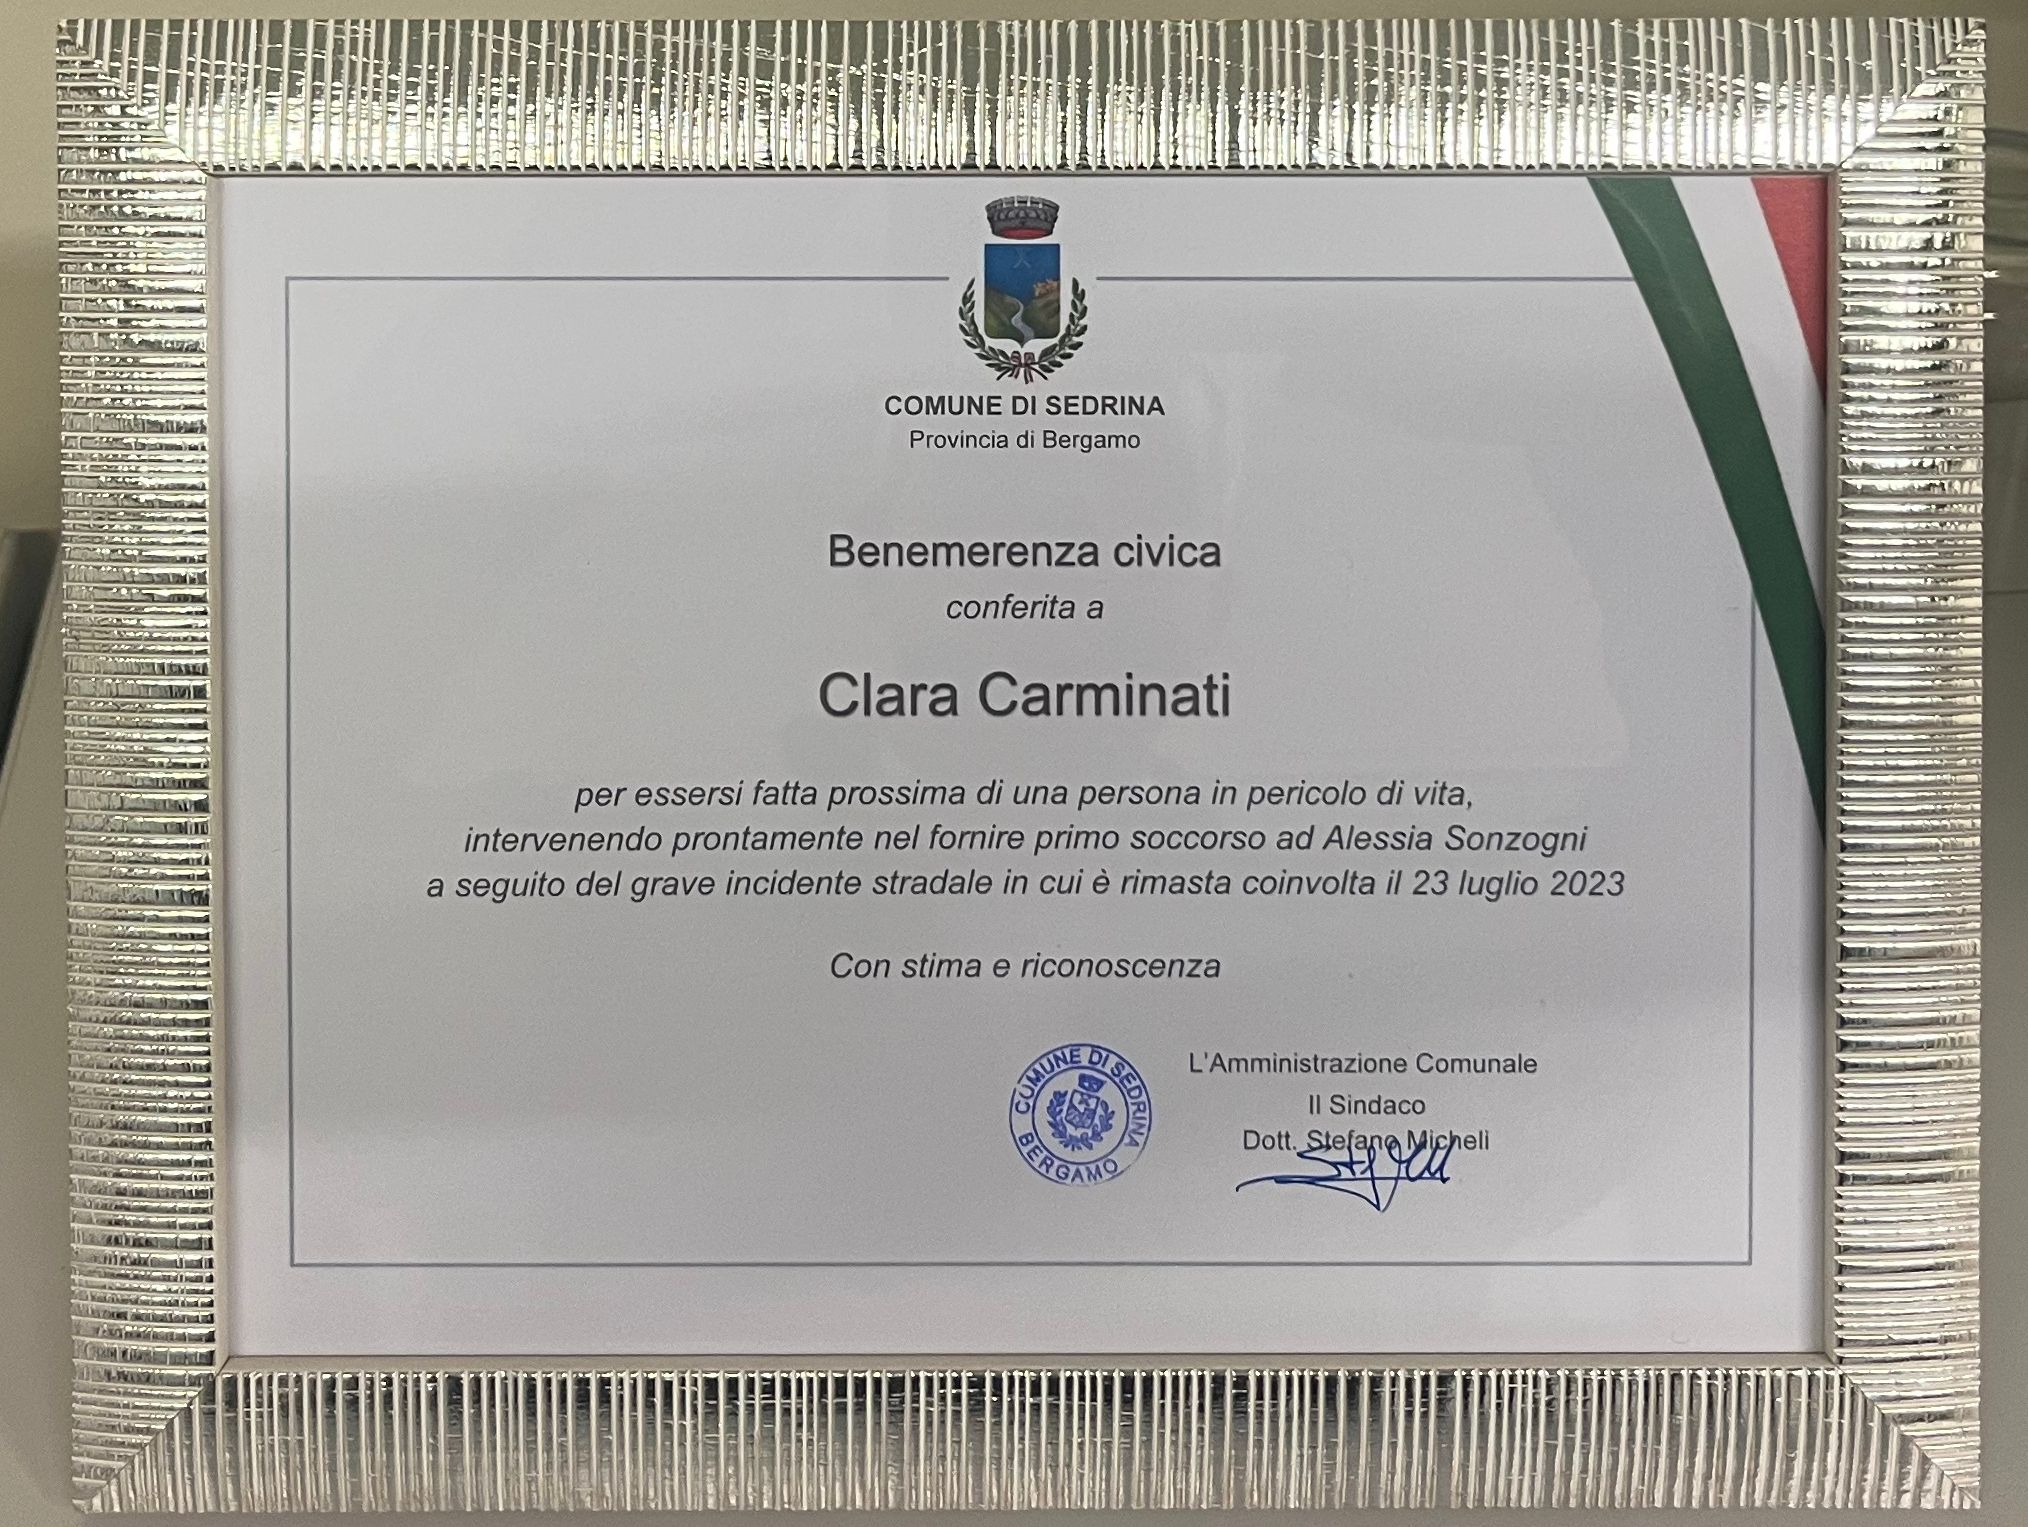 COMUNE DI SEDRINA
Provincia di Bergamo
Benemerenza civica
conferita a
Clara Carminati
per essersi fatta prossima di una persona in pericolo di vita,
intervenendo prontamente nel fornire primo soccorso ad Alessia Sonzogni
a seguito del grave incidente stradale in cui è rimasta coinvolta il 23 luglio 2023
Con stima e riconoscenza
COMUNE DI SEDRINA
BERGAMO
L'Amministrazione Comunale
Il Sindaco
Dott. Stefano Micheli